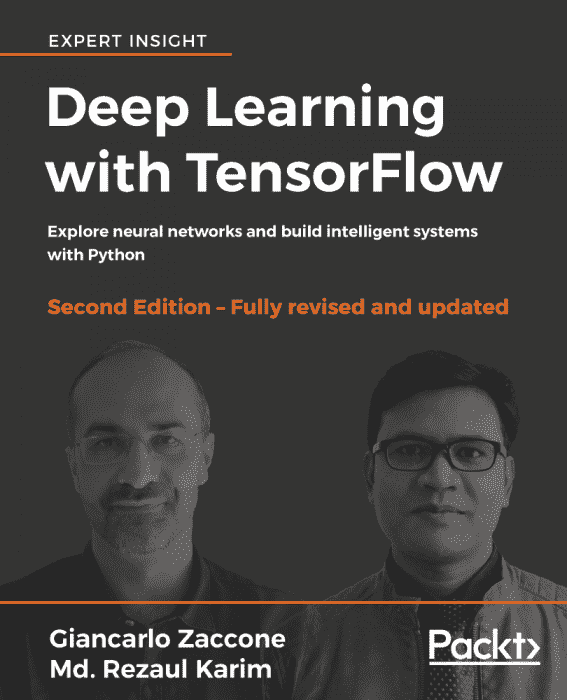 EXPERT INSIGHT
Deep Learning
with TensorFlow
Explore neural networks and build intelligent systems
with Python
Second Edition – Fully revised and updated
Giancarlo Zaccone
Md. Rezaul Karim
Packt>